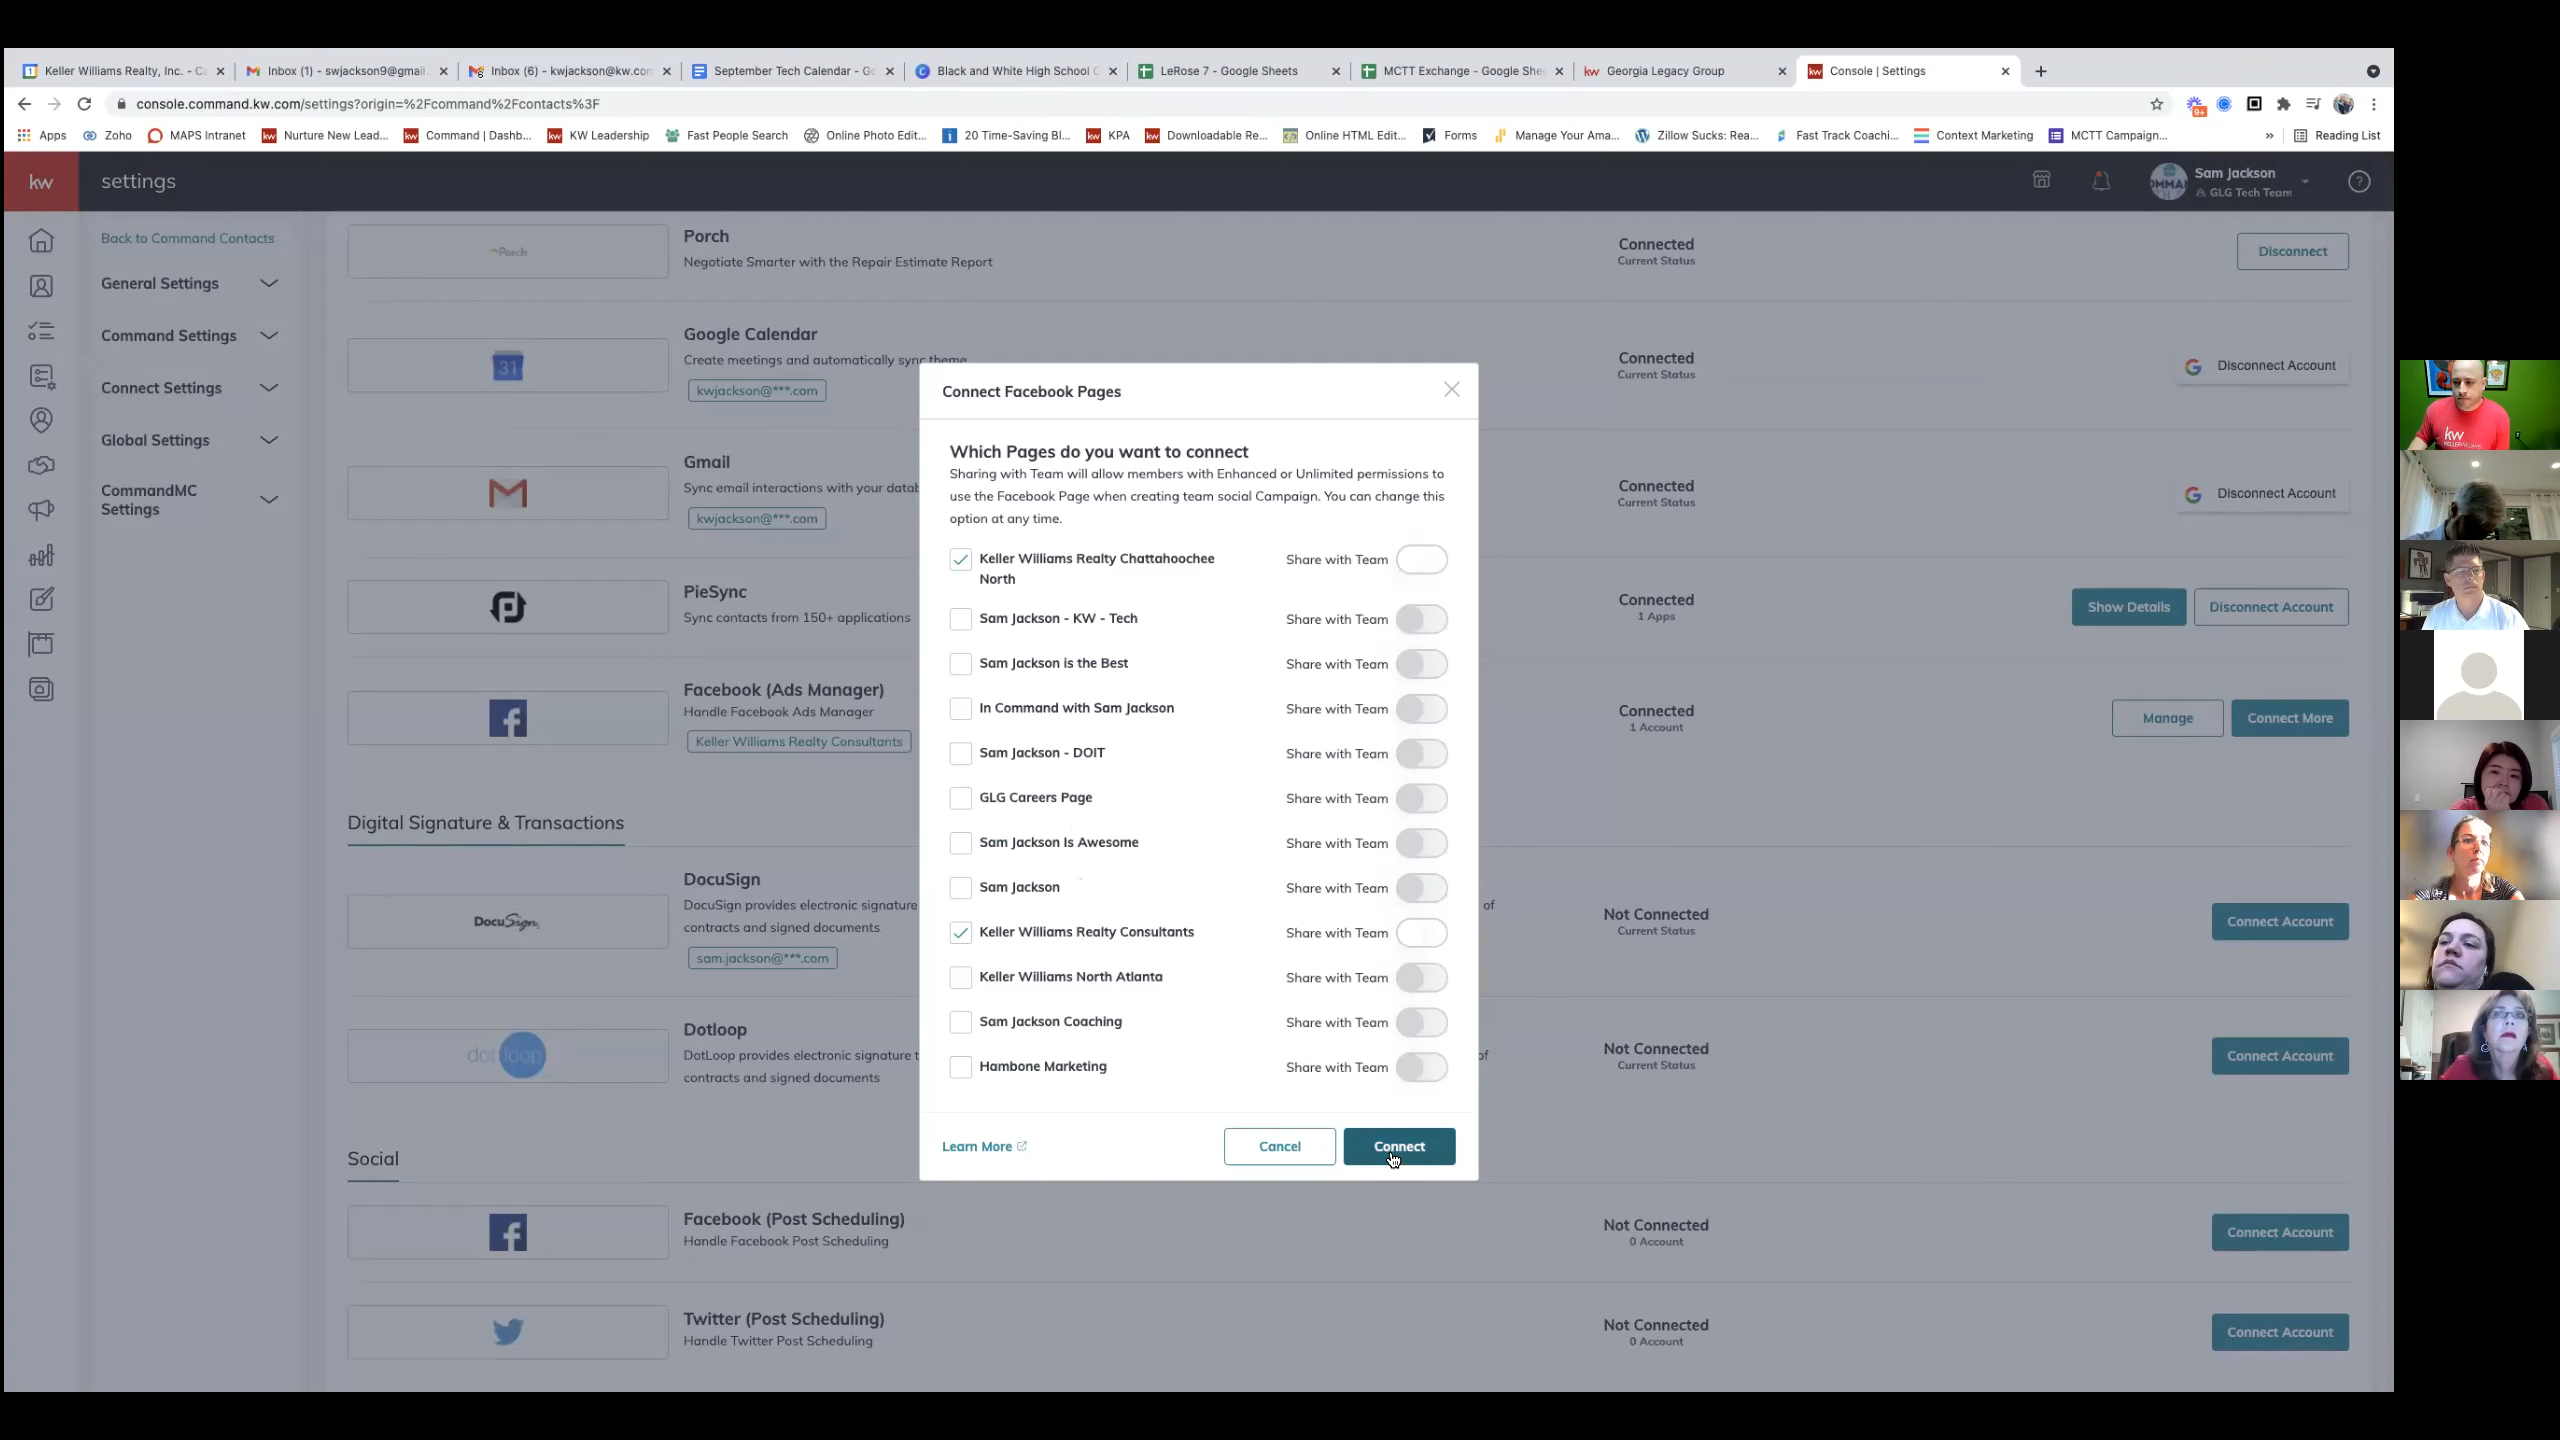 Keller Williams Realty, Inc. - C
Inbox (1) - swjackson9@gmail.
Inbox (6) - kwjackson@kw.con
September Tech Calendar - Go
Black and White High School C
LeRose 7 - Google Sheets
MCTT Exchange - Google She
kw Georgia Legacy Group
kw Console | Settings
console.command.kw.com/settings?origin=%2Fcommand%2Fcontacts%3F
9+
Apps
Zoho
MAPS Intranet
kw Nurture New Lead...
kw Command | Dashb...
kw KW Leadership
Fast People Search
Online Photo Edit...
20 Time-Saving Bl...
kw KPA
kw Downloadable Re...
Online HTML Edit...
Forms
Manage Your Ama...
Zillow Sucks: Rea...
Fast Track Coachi...
Context Marketing
MCTT Campaign...
»
Reading List
kw
settings
Sam Jackson
GLG Tech Team
Back to Command Contacts
General Settings
Command Settings
Connect Settings
Global Settings
CommandMC
Settings
Porch
Porch
Negotiate Smarter with the Repair Estimate Report
Connected
Current Status
Disconnect
31
Google Calendar
Create meetings and automatically sync theme
kwjackson@***.com
Connected
Current Status
Disconnect Account
Gmail
Sync email interactions with your datab
kwjackson@***.com
Connected
Current Status
Disconnect Account
PieSync
Sync contacts from 150+ applications
Connected
1 Apps
Show Details
Disconnect Account
Facebook (Ads Manager)
Handle Facebook Ads Manager
Keller Williams Realty Consultants
Connected
1 Account
Manage
Connect More
Digital Signature & Transactions
DocuSign
DocuSign
DocuSign provides electronic signature
of
contracts and signed documents
sam.jackson@***.com
Not Connected
Current Status
Connect Account
dotloop
Dotloop
DotLoop provides electronic signature t
of
contracts and signed documents
Not Connected
Current Status
Connect Account
Social
Facebook (Post Scheduling)
Handle Facebook Post Scheduling
Not Connected
0 Account
Connect Account
Twitter (Post Scheduling)
Handle Twitter Post Scheduling
Not Connected
0 Account
Connect Account
Connect Facebook Pages
Which Pages do you want to connect
Sharing with Team will allow members with Enhanced or Unlimited permissions to
use the Facebook Page when creating team social Campaign. You can change this
option at any time.
Keller Williams Realty Chattahoochee
North
Share with Team
Sam Jackson - KW - Tech
Share with Team
Sam Jackson is the Best
Share with Team
In Command with Sam Jackson
Share with Team
Sam Jackson - DOIT
Share with Team
GLG Careers Page
Share with Team
Sam Jackson Is Awesome
Share with Team
Sam Jackson
Share with Team
Keller Williams Realty Consultants
Share with Team
Keller Williams North Atlanta
Share with Team
Sam Jackson Coaching
Share with Team
Hambone Marketing
Share with Team
Learn More
Cancel
Connect
kw